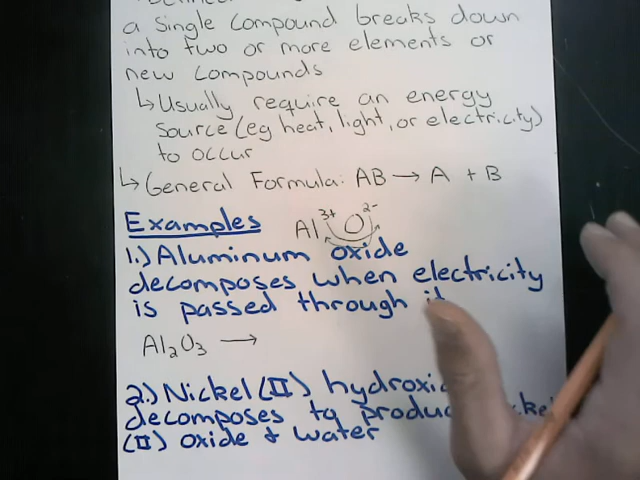 a single compound breaks down
into two or more elements or
new compounds
↳ Usually require an energy
source (eg heat, light, or electricity)
to occur
↳ General Formula: AB → A + B
Examples
Al³⁺ O²⁻
1.) Aluminum oxide
decomposes when electricity
is passed through it
Al₂O₃ →
2.) Nickel (II)
decomposes to
(II) oxide & water